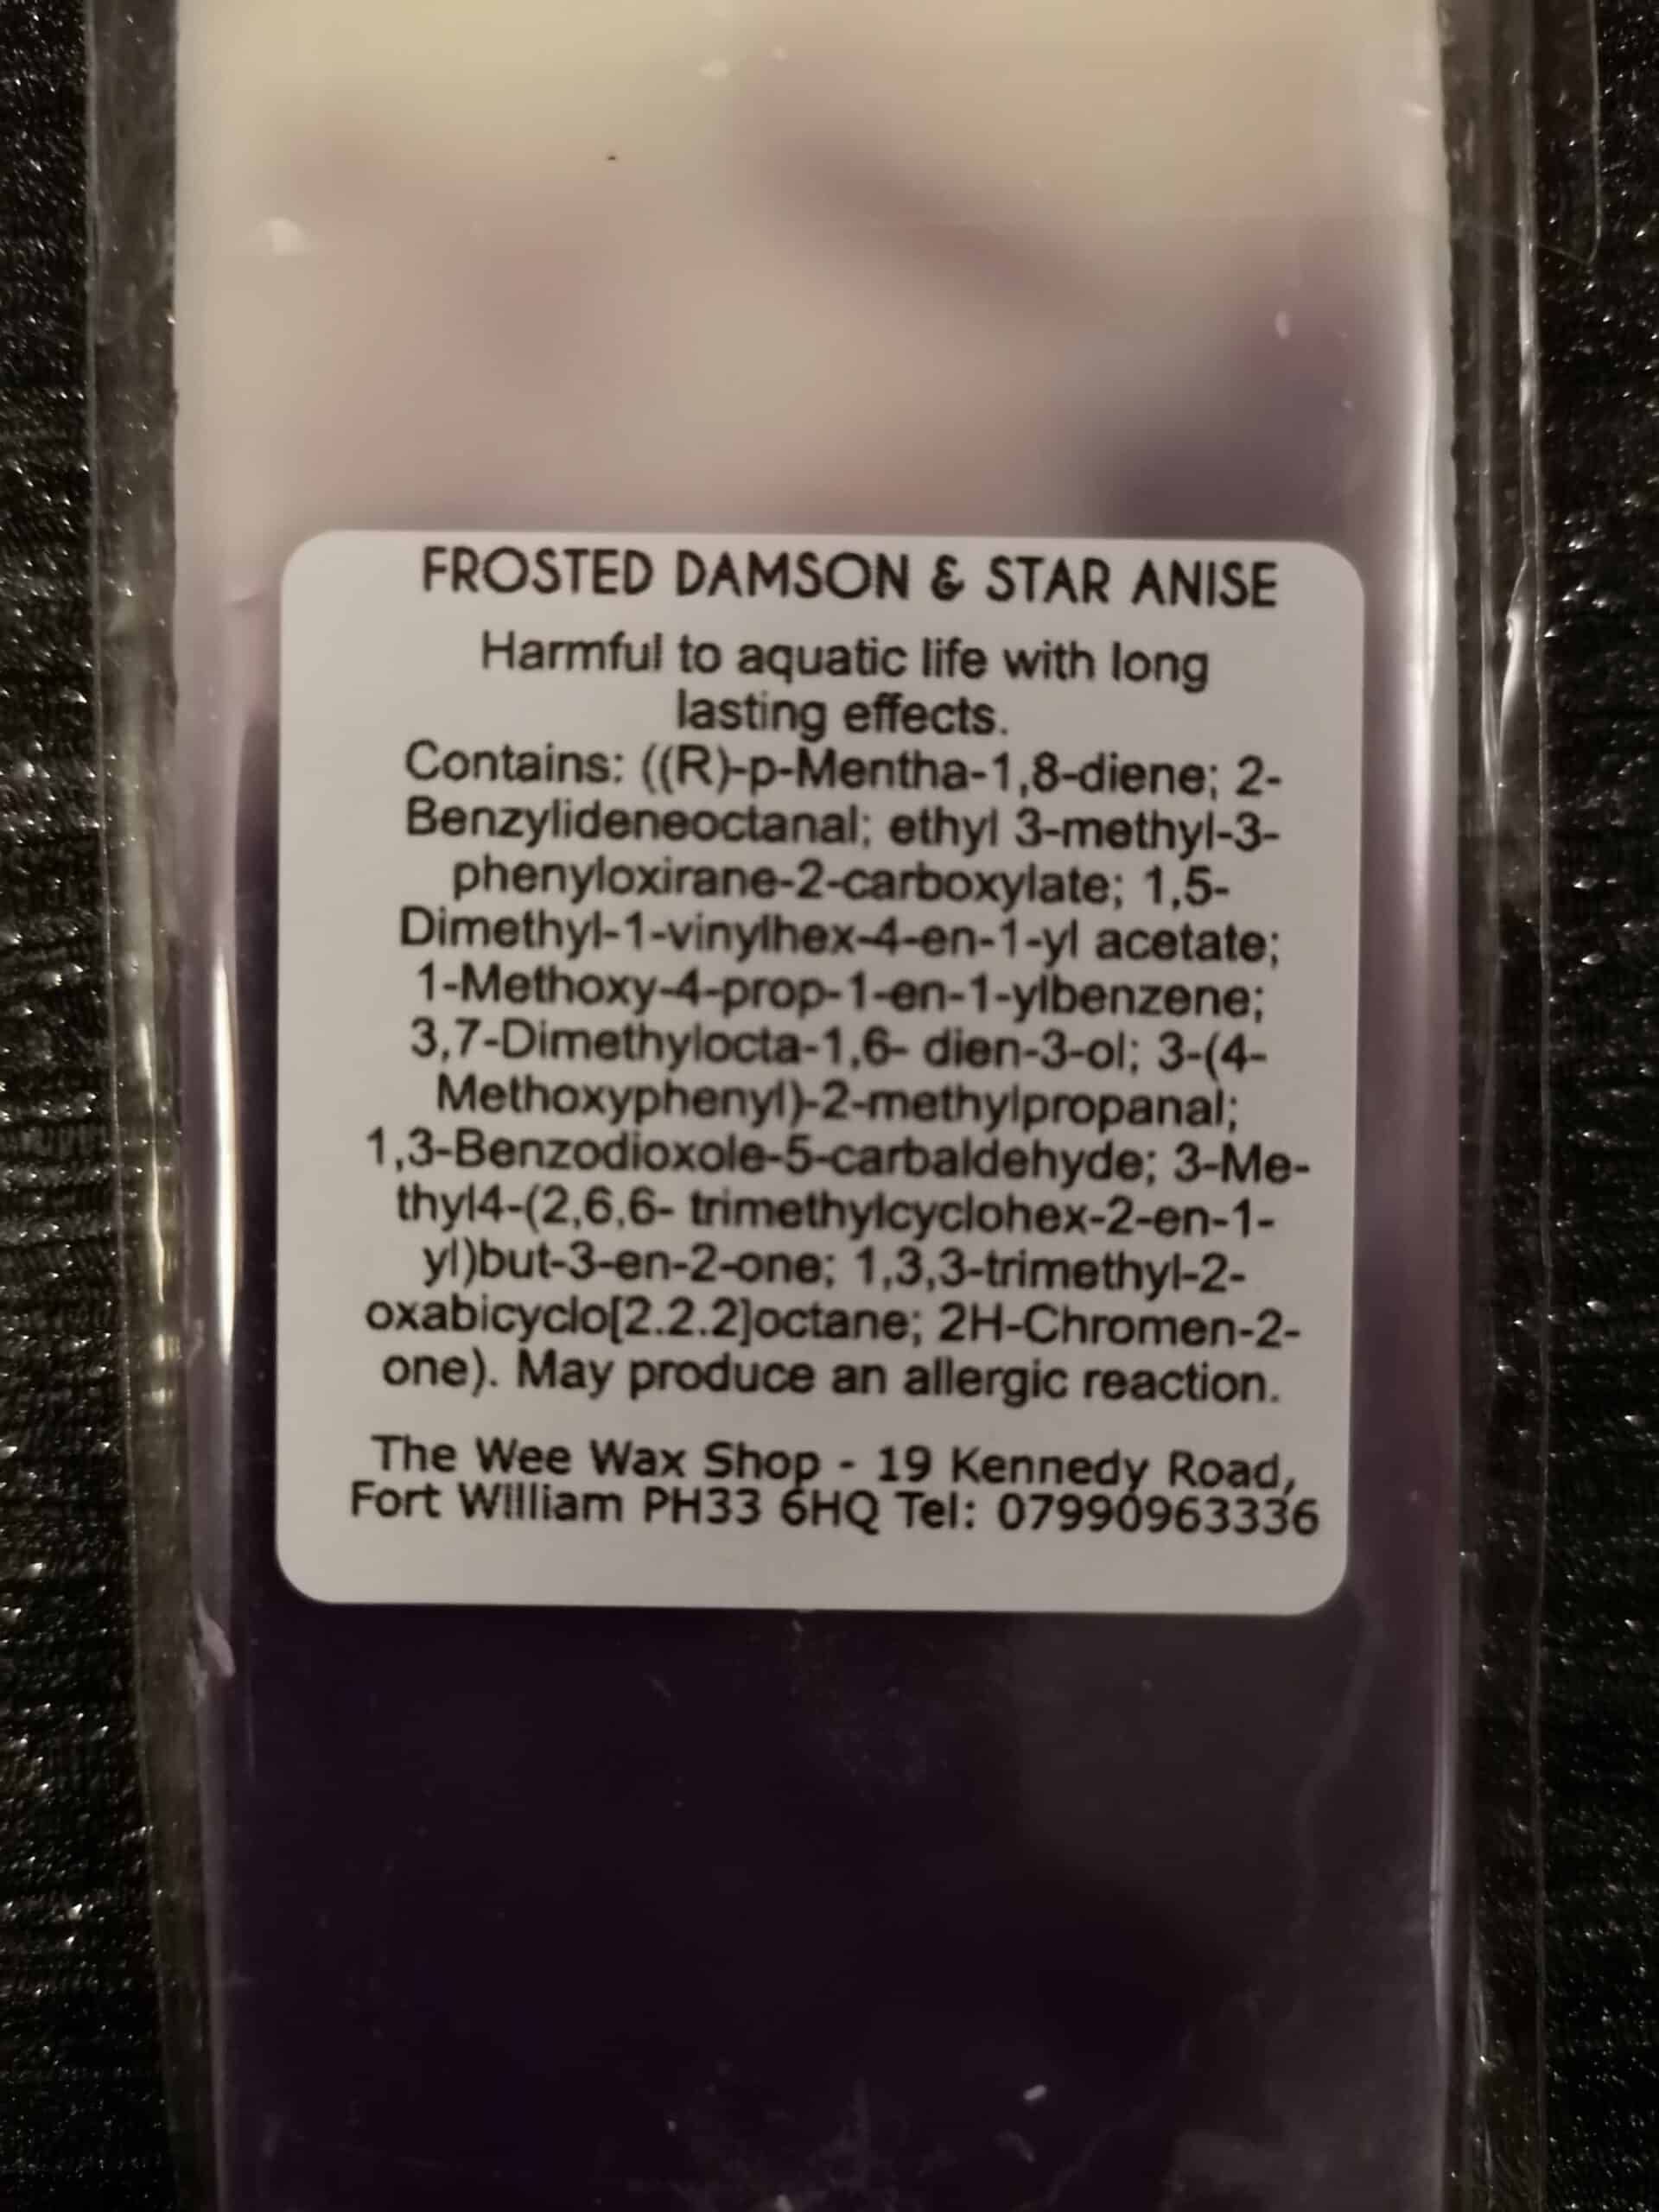 FROSTED DAMSON & STAR ANISE
Harmful to aquatic life with long
lasting effects.
Contains: ((R)-p-Mentha-1,8-diene; 2-
Benzylideneoctanal; ethyl 3-methyl-3-
phenyloxirane-2-carboxylate; 1,5-
Dimethyl-1-vinylhex-4-en-1-yl acetate;
1-Methoxy-4-prop-1-en-1-ylbenzene;
3,7-Dimethylocta-1,6- dien-3-ol; 3-(4-
Methoxyphenyl)-2-methylpropanal;
1,3-Benzodioxole-5-carbaldehyde; 3-Me-
thyl4-(2,6,6- trimethylcyclohex-2-en-1-
yl)but-3-en-2-one; 1,3,3-trimethyl-2-
oxabicyclo[2.2.2]octane; 2H-Chromen-2-
one). May produce an allergic reaction.
The Wee Wax Shop - 19 Kennedy Road,
Fort William PH33 6HQ Tel: 07990963336